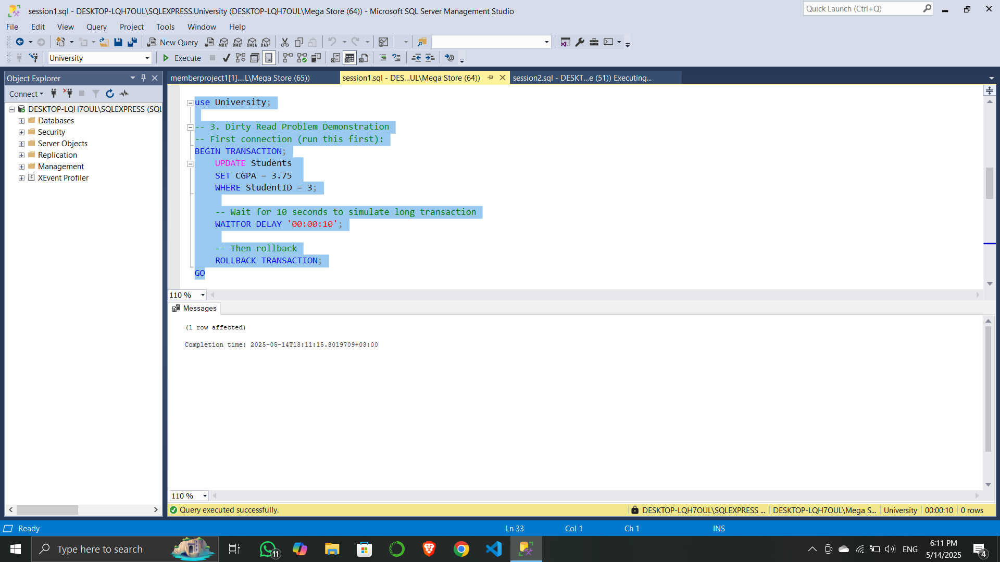 session1.sql - DESKTOP-LQH7OUL\SQLEXPRESS.University (DESKTOP-LQH7OUL\Mega Store (64)) - Microsoft SQL Server Management Studio
Quick Launch (Ctrl+Q)
File Edit View Query Project Tools Window Help
New Query MDX DMX XMLA DAX
University Execute
Object Explorer
Connect
DESKTOP-LQH7OUL\SQLEXPRESS (SQL
Databases
Security
Server Objects
Replication
Management
XEvent Profiler
memberproject1[1]....L\Mega Store (65)) session1.sql - DES...UL\Mega Store (64)) session2.sql - DESKT...e (51)) Executing...
use University;
-- 3. Dirty Read Problem Demonstration
-- First connection (run this first):
BEGIN TRANSACTION;
UPDATE Students
SET CGPA = 3.75
WHERE StudentID = 3;
-- Wait for 10 seconds to simulate long transaction
WAITFOR DELAY '00:00:10';
-- Then rollback
ROLLBACK TRANSACTION;
GO
110 %
Messages
(1 row affected)
Completion time: 2025-05-14T18:11:15.8019709+03:00
110 %
Query executed successfully. DESKTOP-LQH7OUL\SQLEXPRESS ... DESKTOP-LQH7OUL\Mega S... University 00:00:10 0 rows
Ready Ln 33 Col 1 Ch 1 INS
Type here to search 11 ENG 6:11 PM 5/14/2025 4